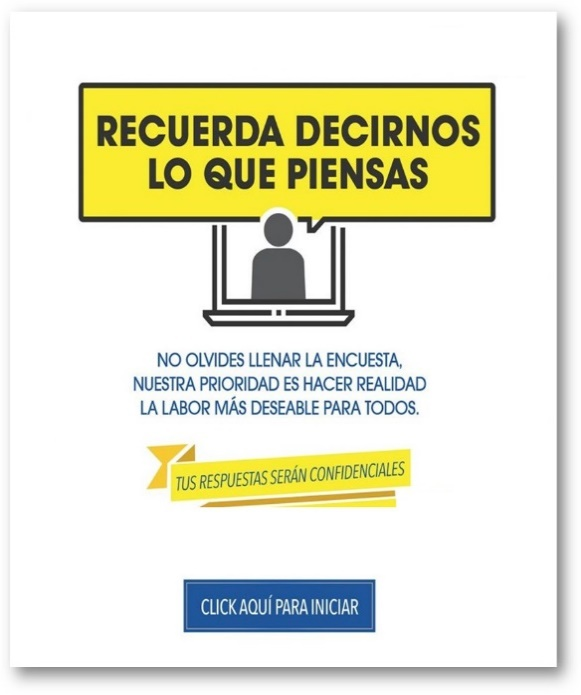 RECUERDA DECIRNOS
LO QUE PIENSAS
NO OLVIDES LLENAR LA ENCUESTA,
NUESTRA PRIORIDAD ES HACER REALIDAD
LA LABOR MÁS DESEABLE PARA TODOS.
TUS RESPUESTAS SERÁN CONFIDENCIALES
CLICK AQUÍ PARA INICIAR